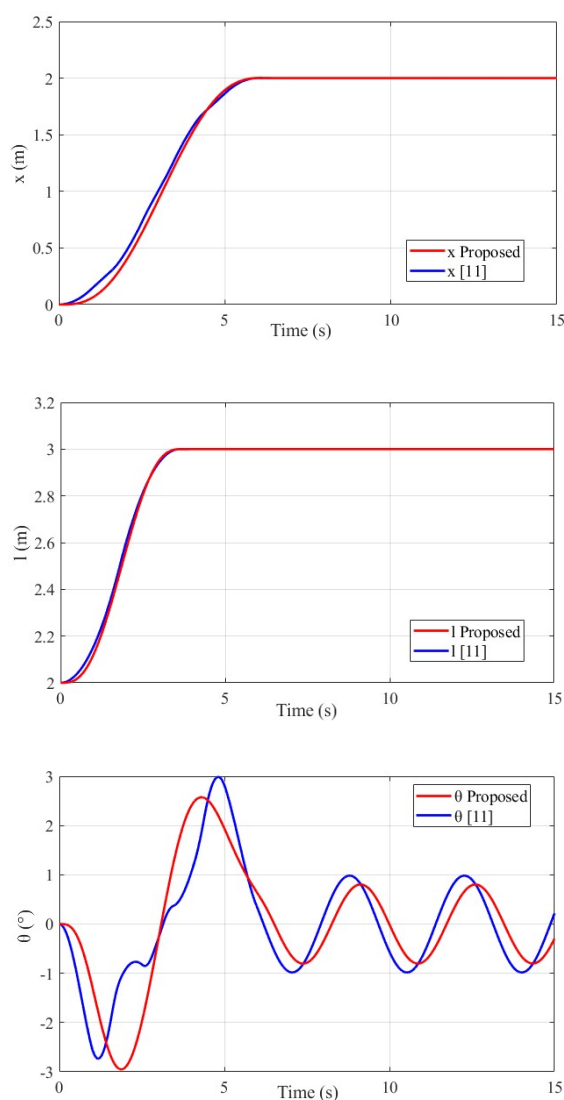 2.5
2
1.5
1
0.5
0
x (m)
x Proposed
x [11]
0 5 10 15
Time (s)
3.2
3
2.8
2.6
2.4
2.2
2
l (m)
l Proposed
l [11]
0 5 10 15
Time (s)
3
2
1
0
-1
-2
-3
θ (°)
θ Proposed
θ [11]
0 5 10 15
Time (s)